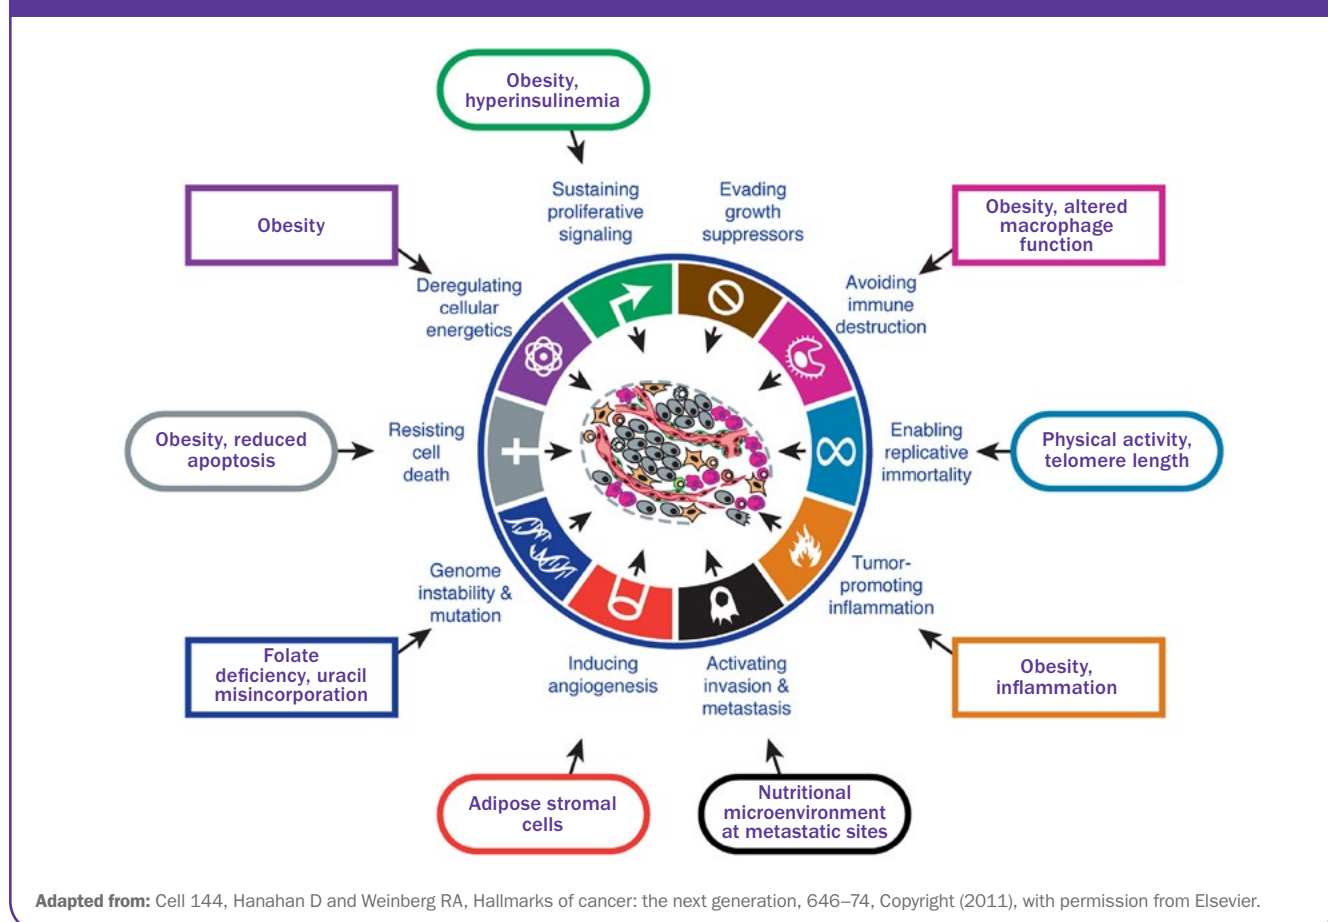 Obesity,
hyperinsulinemia
Sustaining
proliferative
signaling
Evading
growth
suppressors
Obesity
Obesity, altered
macrophage
function
Deregulating
cellular
energetics
Avoiding
immune
destruction
Obesity, reduced
apoptosis
Resisting
cell
death
Enabling
replicative
immortality
Physical activity,
telomere length
Genome
instability &
mutation
Tumor-
promoting
inflammation
Folate
deficiency, uracil
misincorporation
Inducing
angiogenesis
Activating
invasion &
metastasis
Obesity,
inflammation
Adipose stromal
cells
Nutritional
microenvironment
at metastatic sites
Adapted from: Cell 144, Hanahan D and Weinberg RA, Hallmarks of cancer: the next generation, 646–74, Copyright (2011), with permission from Elsevier.